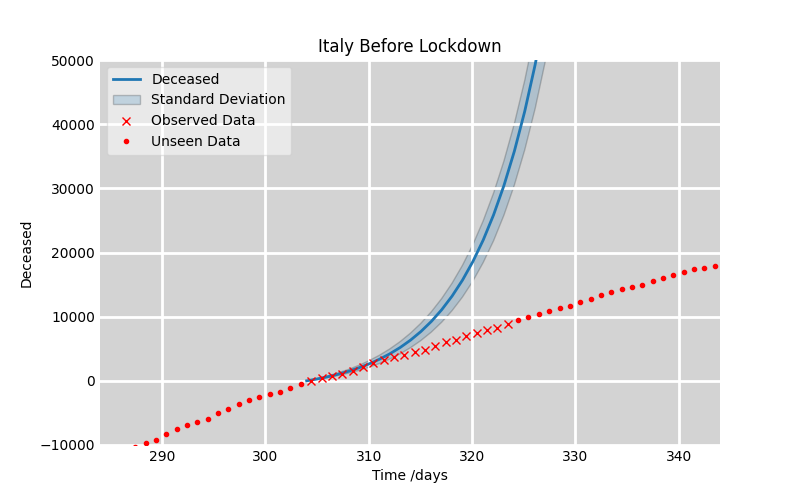 Italy Before Lockdown
50000
40000
30000
20000
10000
0
−10000
Deceased
Deceased
Standard Deviation
Observed Data
Unseen Data
290
300
310
320
330
340
Time /days